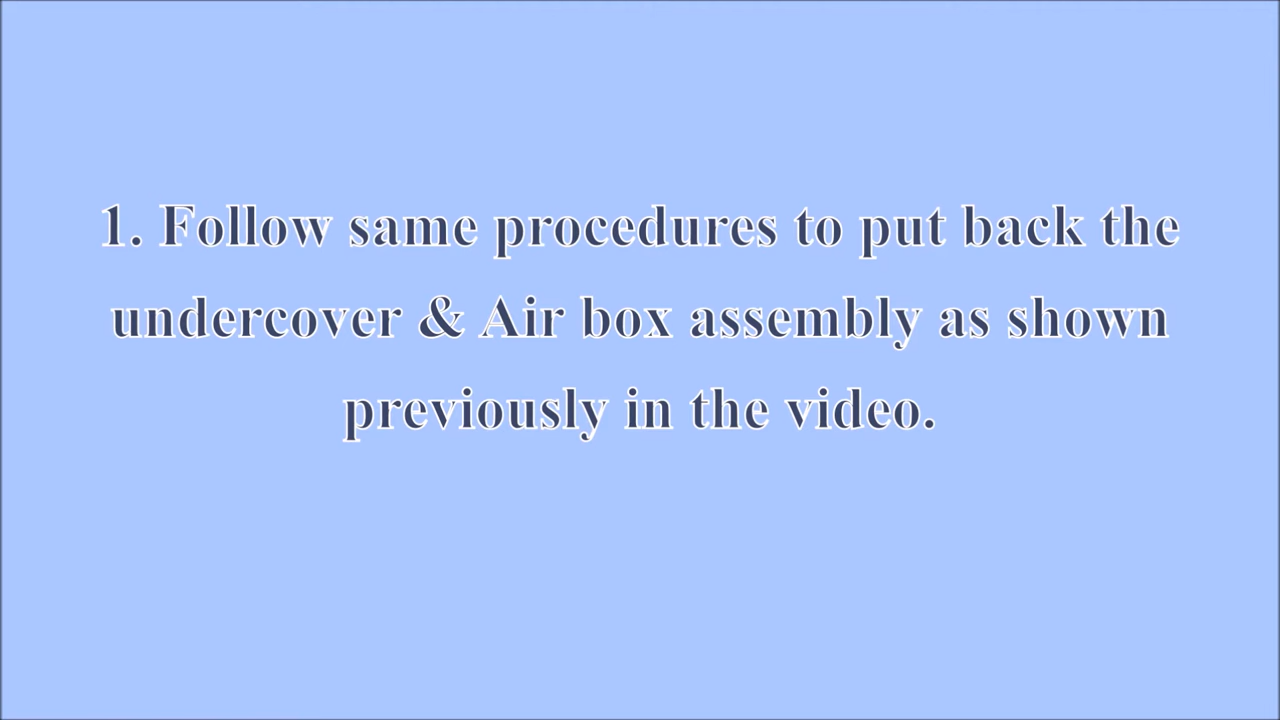 1. Follow same procedures to put back the
undercover & Air box assembly as shown
previously in the video.